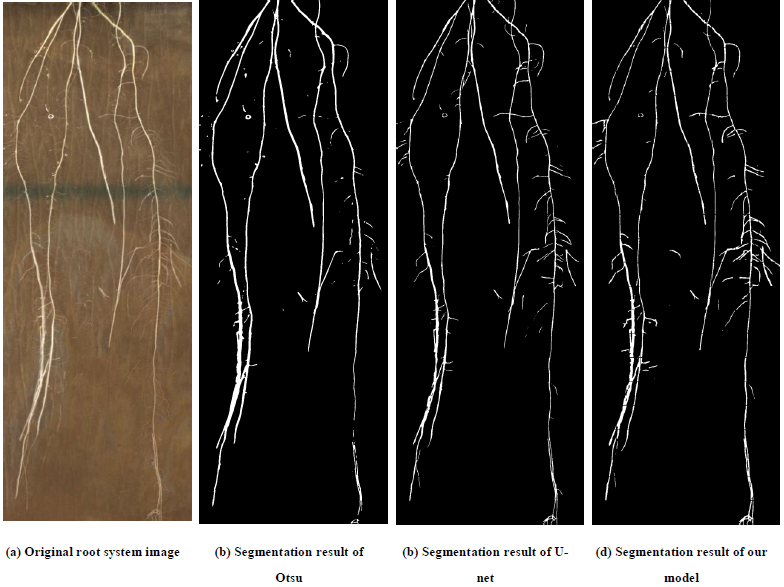 (a) Original root system image
(b) Segmentation result of
Otsu
(b) Segmentation result of U-
net
(d) Segmentation result of our
model